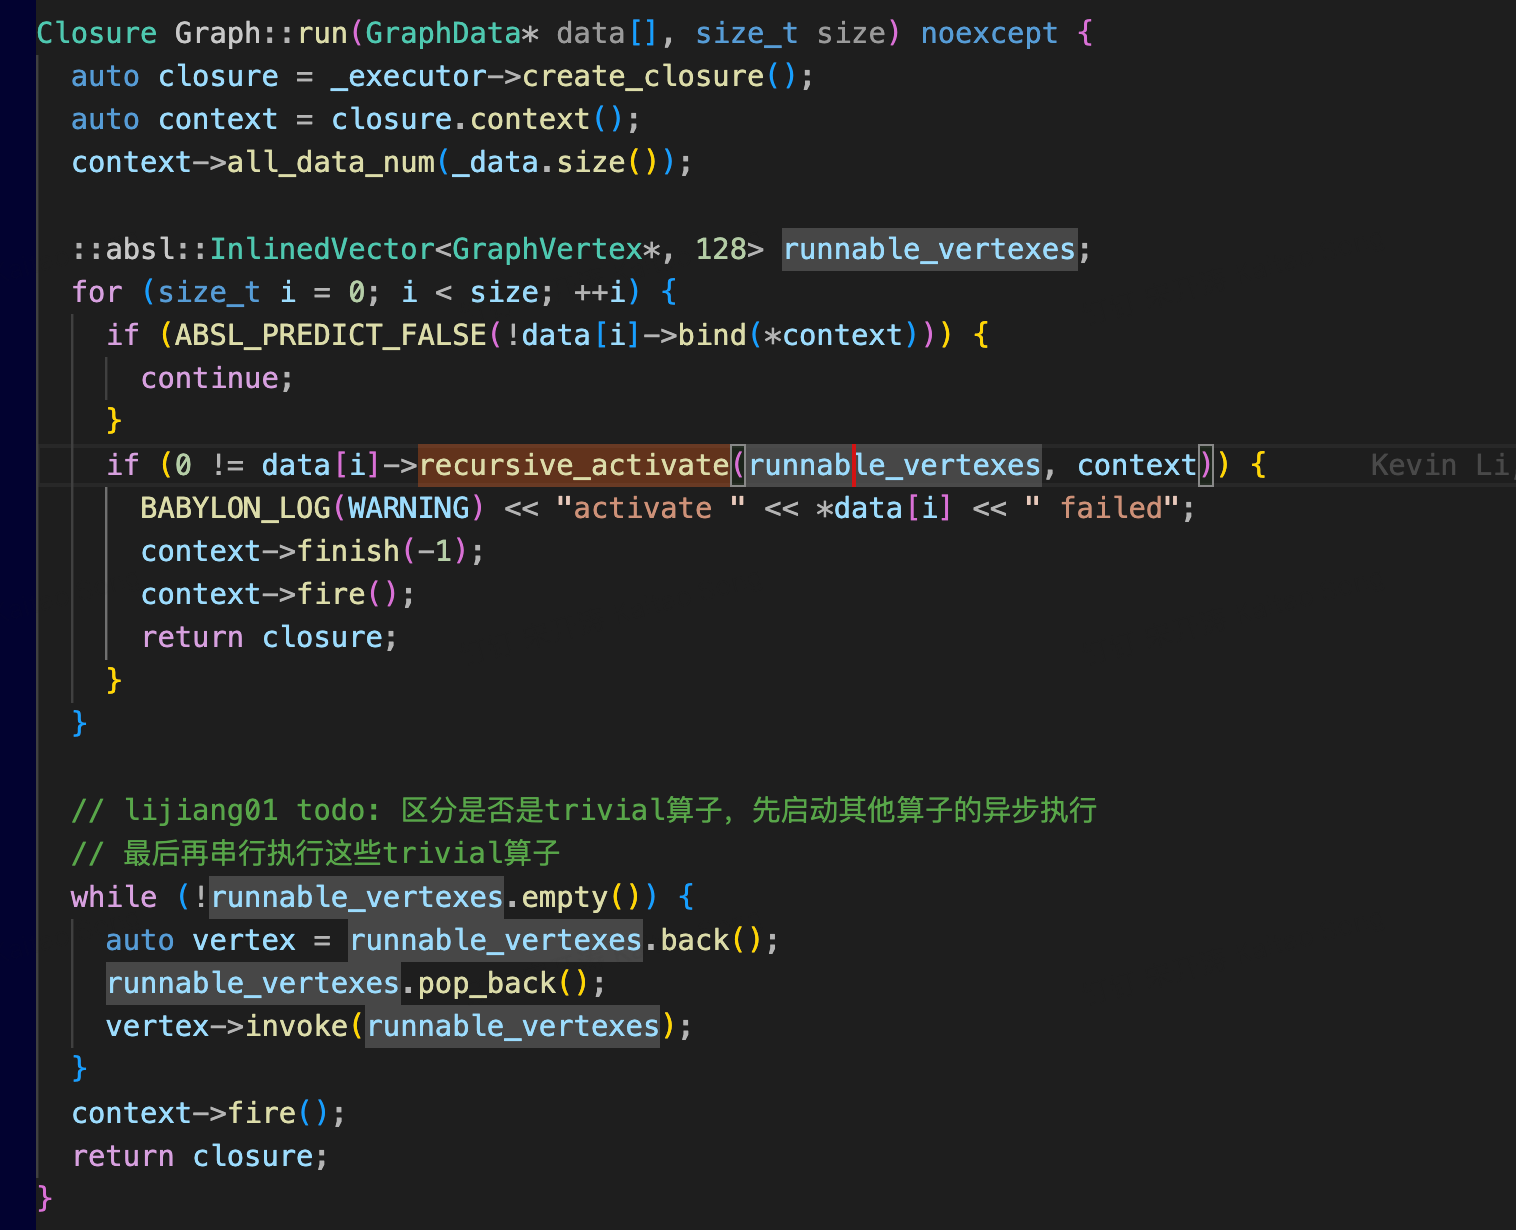 Closure Graph::run(GraphData* data[], size_t size) noexcept {
  auto closure = _executor->create_closure();
  auto context = closure.context();
  context->all_data_num(_data.size());
  ::absl::InlinedVector<GraphVertex*, 128> runnable_vertexes;
  for (size_t i = 0; i < size; ++i) {
    if (ABSL_PREDICT_FALSE(!data[i]->bind(*context))) {
      continue;
    }
    if (0 != data[i]->recursive_activate(runnable_vertexes, context)) { Kevin Li,
      BABYLON_LOG(WARNING) << "activate " << *data[i] << " failed";
      context->finish(-1);
      context->fire();
      return closure;
    }
  }
  // lijiang01 todo: 区分是否是trivial算子，先启动其他算子的异步执行
  // 最后再串行执行这些trivial算子
  while (!runnable_vertexes.empty()) {
    auto vertex = runnable_vertexes.back();
    runnable_vertexes.pop_back();
    vertex->invoke(runnable_vertexes);
  }
  context->fire();
  return closure;
}